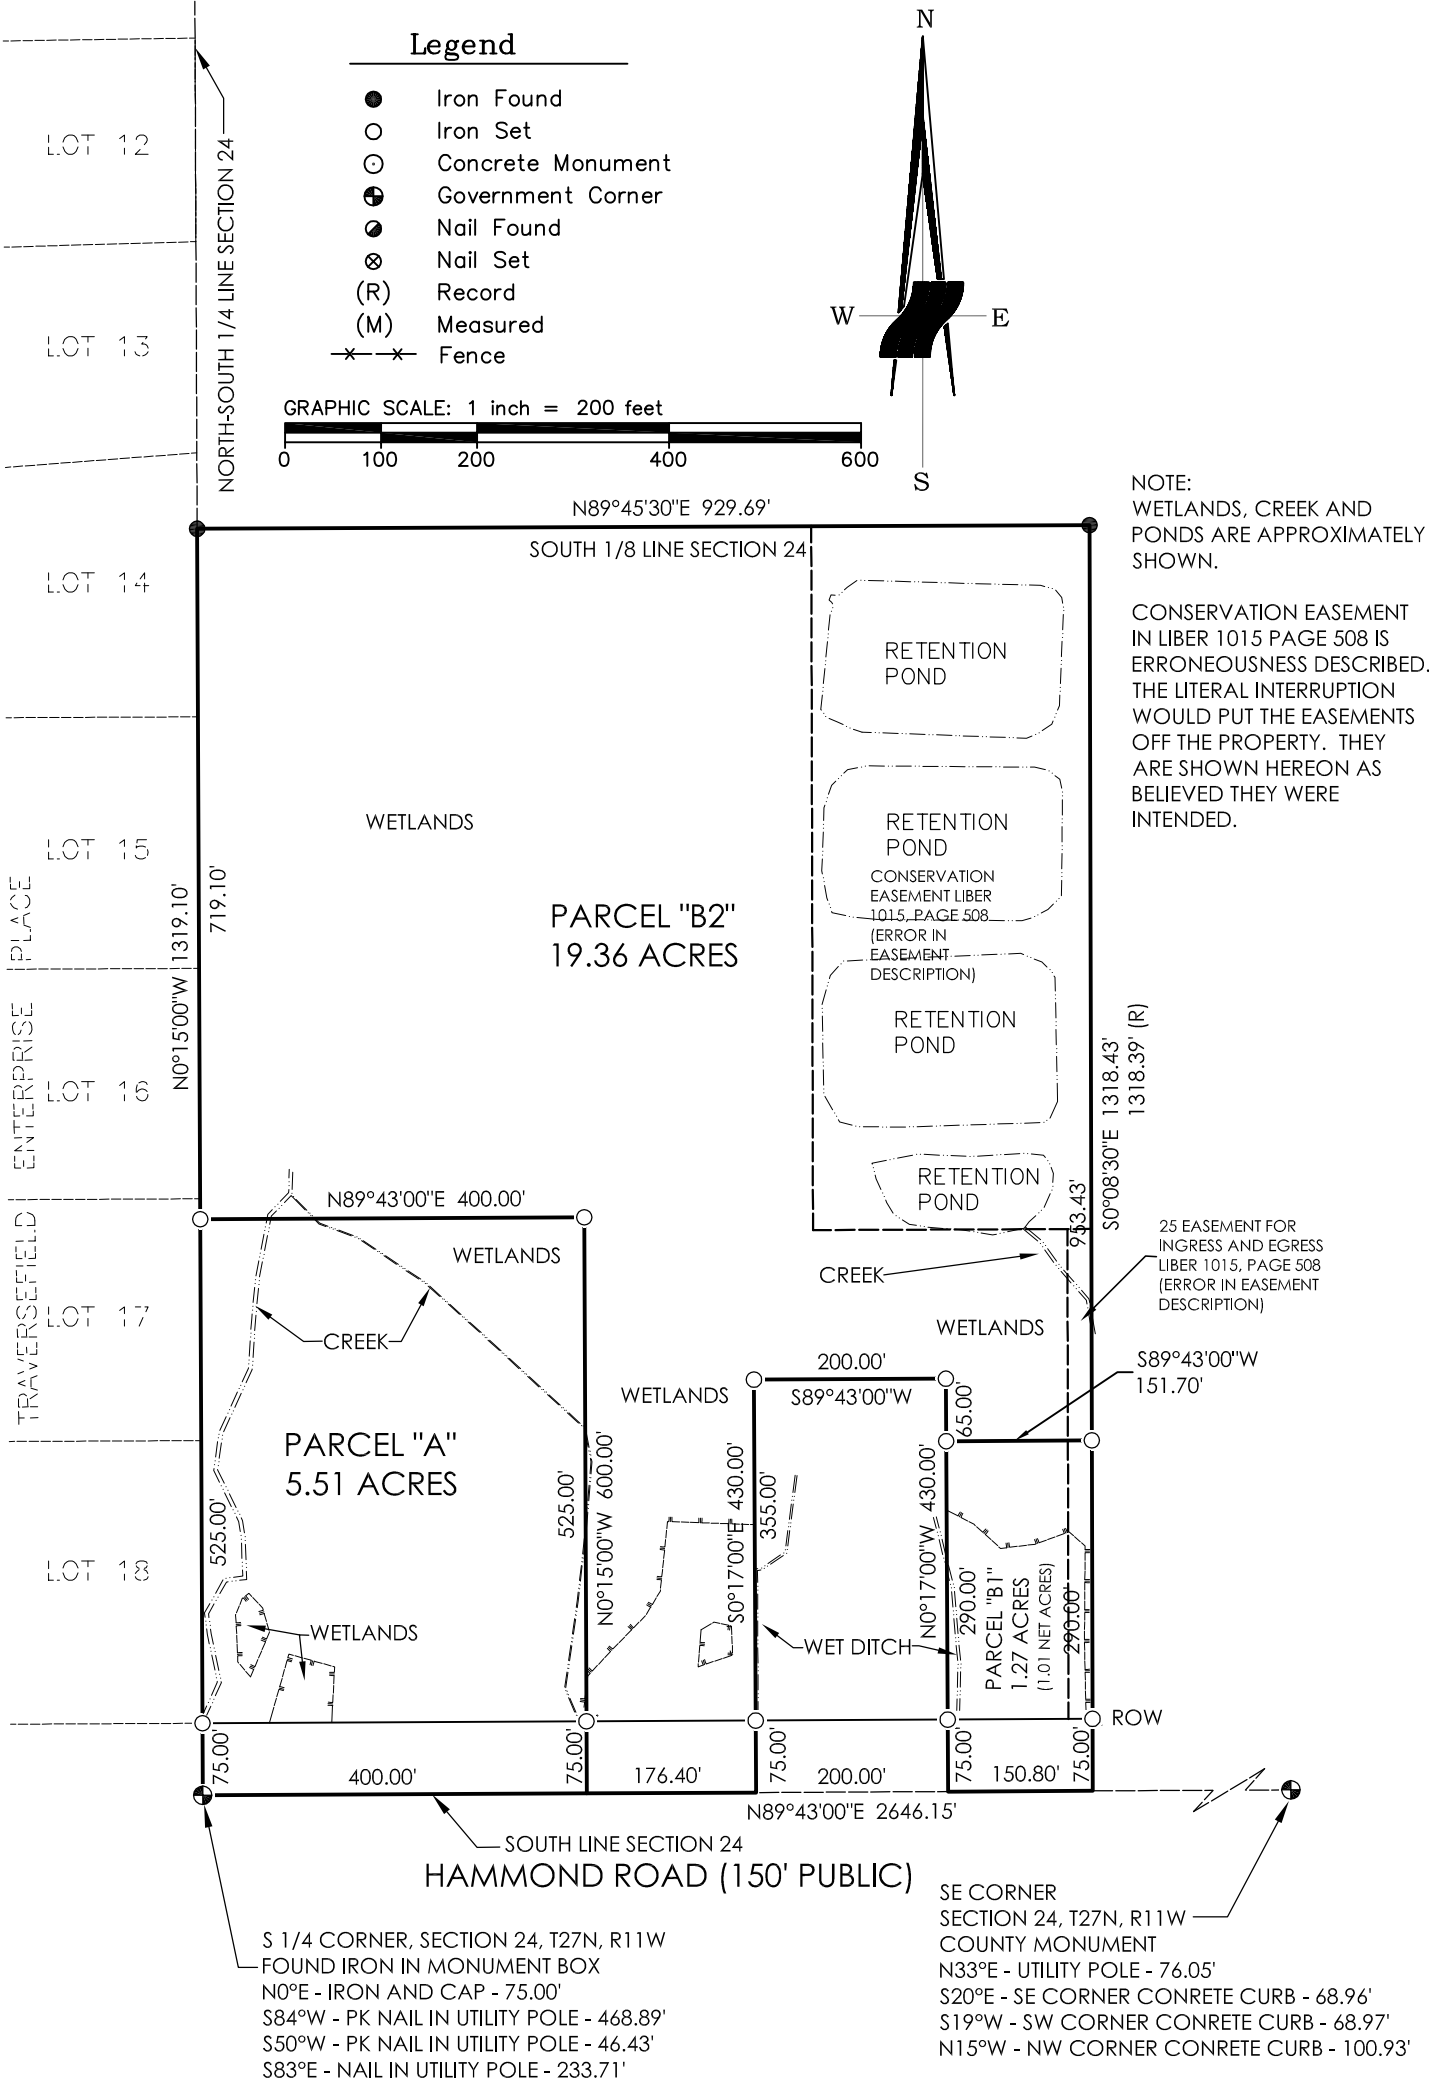 Legend
Iron Found
Iron Set
Concrete Monument
Government Corner
Nail Found
Nail Set
(R) Record
(M) Measured
Fence
N
W
E
S
GRAPHIC SCALE: 1 inch = 200 feet
0 100 200 400 600
NORTH-SOUTH 1/4 LINE SECTION 24
LOT 12
LOT 13
LOT 14
LOT 15
LOT 16
LOT 17
LOT 18
TRAVERSEFIELD ENTERPRISE PLACE
N89°45'30"E 929.69'
SOUTH 1/8 LINE SECTION 24
NOTE:
WETLANDS, CREEK AND
PONDS ARE APPROXIMATELY
SHOWN.
CONSERVATION EASEMENT
IN LIBER 1015 PAGE 508 IS
ERRONEOUSNESS DESCRIBED.
THE LITERAL INTERRUPTION
WOULD PUT THE EASEMENTS
OFF THE PROPERTY. THEY
ARE SHOWN HEREON AS
BELIEVED THEY WERE
INTENDED.
RETENTION
POND
WETLANDS
RETENTION
POND
CONSERVATION
EASEMENT LIBER
1015, PAGE 508
(ERROR IN
EASEMENT
DESCRIPTION)
N0°15'00"W 1319.10'
719.10'
PARCEL "B2"
19.36 ACRES
RETENTION
POND
S0°08'30"E 1318.43'
1318.39' (R)
953.43'
RETENTION
POND
N89°43'00"E 400.00'
WETLANDS
CREEK
25 EASEMENT FOR
INGRESS AND EGRESS
LIBER 1015, PAGE 508
(ERROR IN EASEMENT
DESCRIPTION)
CREEK
WETLANDS
200.00'
S89°43'00"W
S89°43'00"W
151.70'
WETLANDS
65.00'
PARCEL "A"
5.51 ACRES
525.00'
525.00'
N0°15'00"W 600.00'
S0°17'00"E 430.00'
355.00'
N0°17'00"W 430.00'
290.00'
PARCEL "B1"
1.27 ACRES
(1.01 NET ACRES)
290.00'
WETLANDS
WET DITCH
ROW
75.00'
400.00'
75.00'
176.40'
75.00'
200.00'
75.00'
150.80'
75.00'
N89°43'00"E 2646.15'
SOUTH LINE SECTION 24
HAMMOND ROAD (150' PUBLIC)
S 1/4 CORNER, SECTION 24, T27N, R11W
FOUND IRON IN MONUMENT BOX
N0°E - IRON AND CAP - 75.00'
S84°W - PK NAIL IN UTILITY POLE - 468.89'
S50°W - PK NAIL IN UTILITY POLE - 46.43'
S83°E - NAIL IN UTILITY POLE - 233.71'
SE CORNER
SECTION 24, T27N, R11W
COUNTY MONUMENT
N33°E - UTILITY POLE - 76.05'
S20°E - SE CORNER CONRETE CURB - 68.96'
S19°W - SW CORNER CONRETE CURB - 68.97'
N15°W - NW CORNER CONRETE CURB - 100.93'